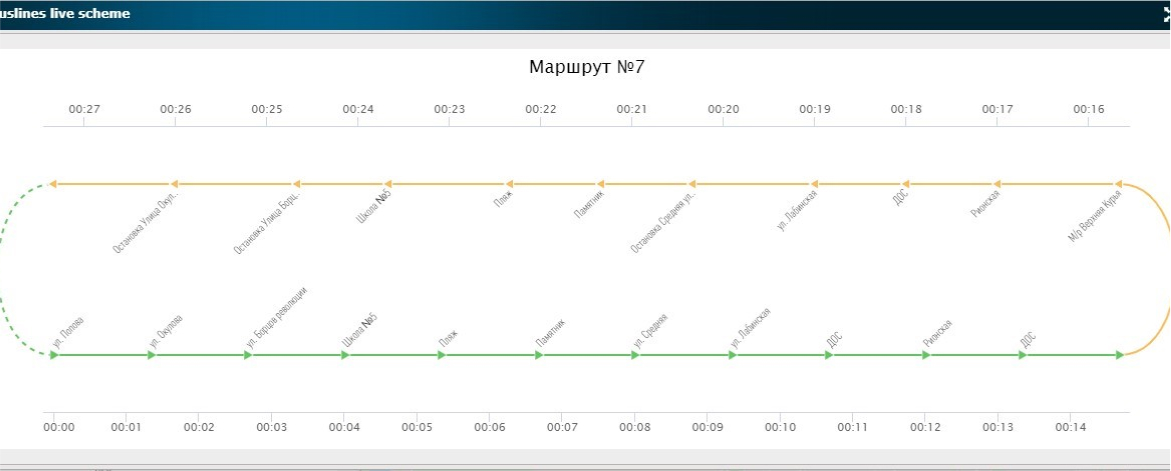 uslines live scheme
Маршрут №7
00:27 00:26 00:25 00:24 00:23 00:22 00:21 00:20 00:19 00:18 00:17 00:16
Остановка Улица Окул..
Остановка Улица Борц..
Школа №5
Пляж
Памятник
Остановка Средняя ул..
ул. Лабинская
ДОС
Рионская
М/р Верхняя Курья
ул. Попова
ул. Окулова
ул. Борцов революции
Школа №5
Пляж
Памятник
ул. Средняя
ул. Лабинская
ДОС
Рионская
ДОС
00:00 00:01 00:02 00:03 00:04 00:05 00:06 00:07 00:08 00:09 00:10 00:11 00:12 00:13 00:14